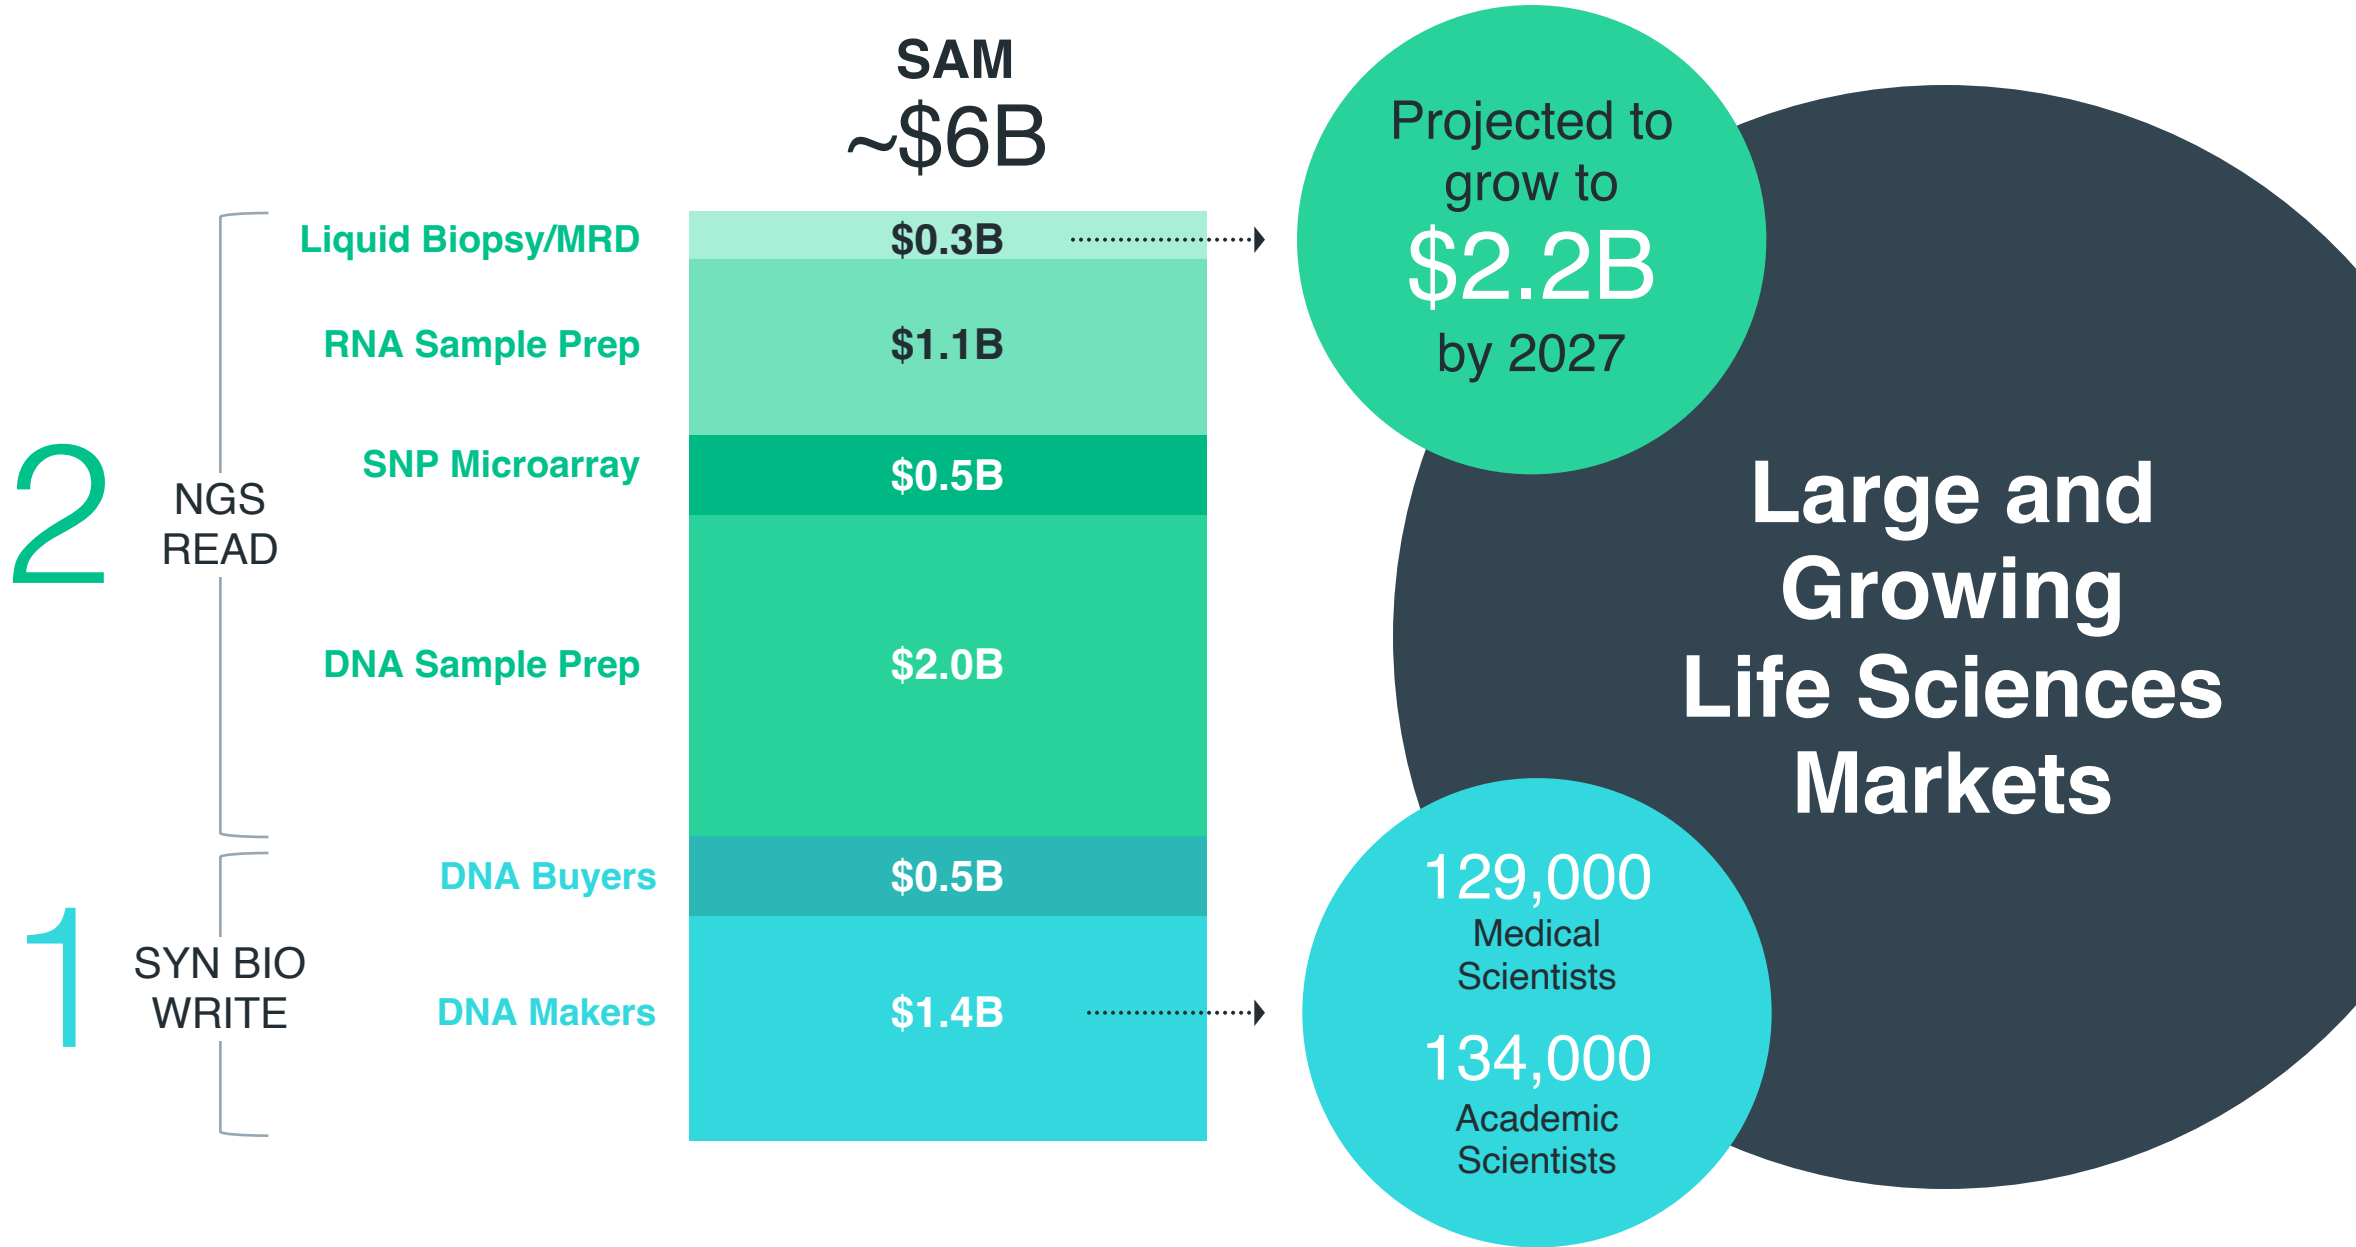 SAM
~$6B
2
NGS
READ
Liquid Biopsy/MRD
$0.3B
RNA Sample Prep
$1.1B
SNP Microarray
$0.5B
DNA Sample Prep
$2.0B
1
SYN BIO
WRITE
DNA Buyers
$0.5B
DNA Makers
$1.4B
Projected to
grow to
$2.2B
by 2027
Large and
Growing
Life Sciences
Markets
129,000
Medical
Scientists
134,000
Academic
Scientists